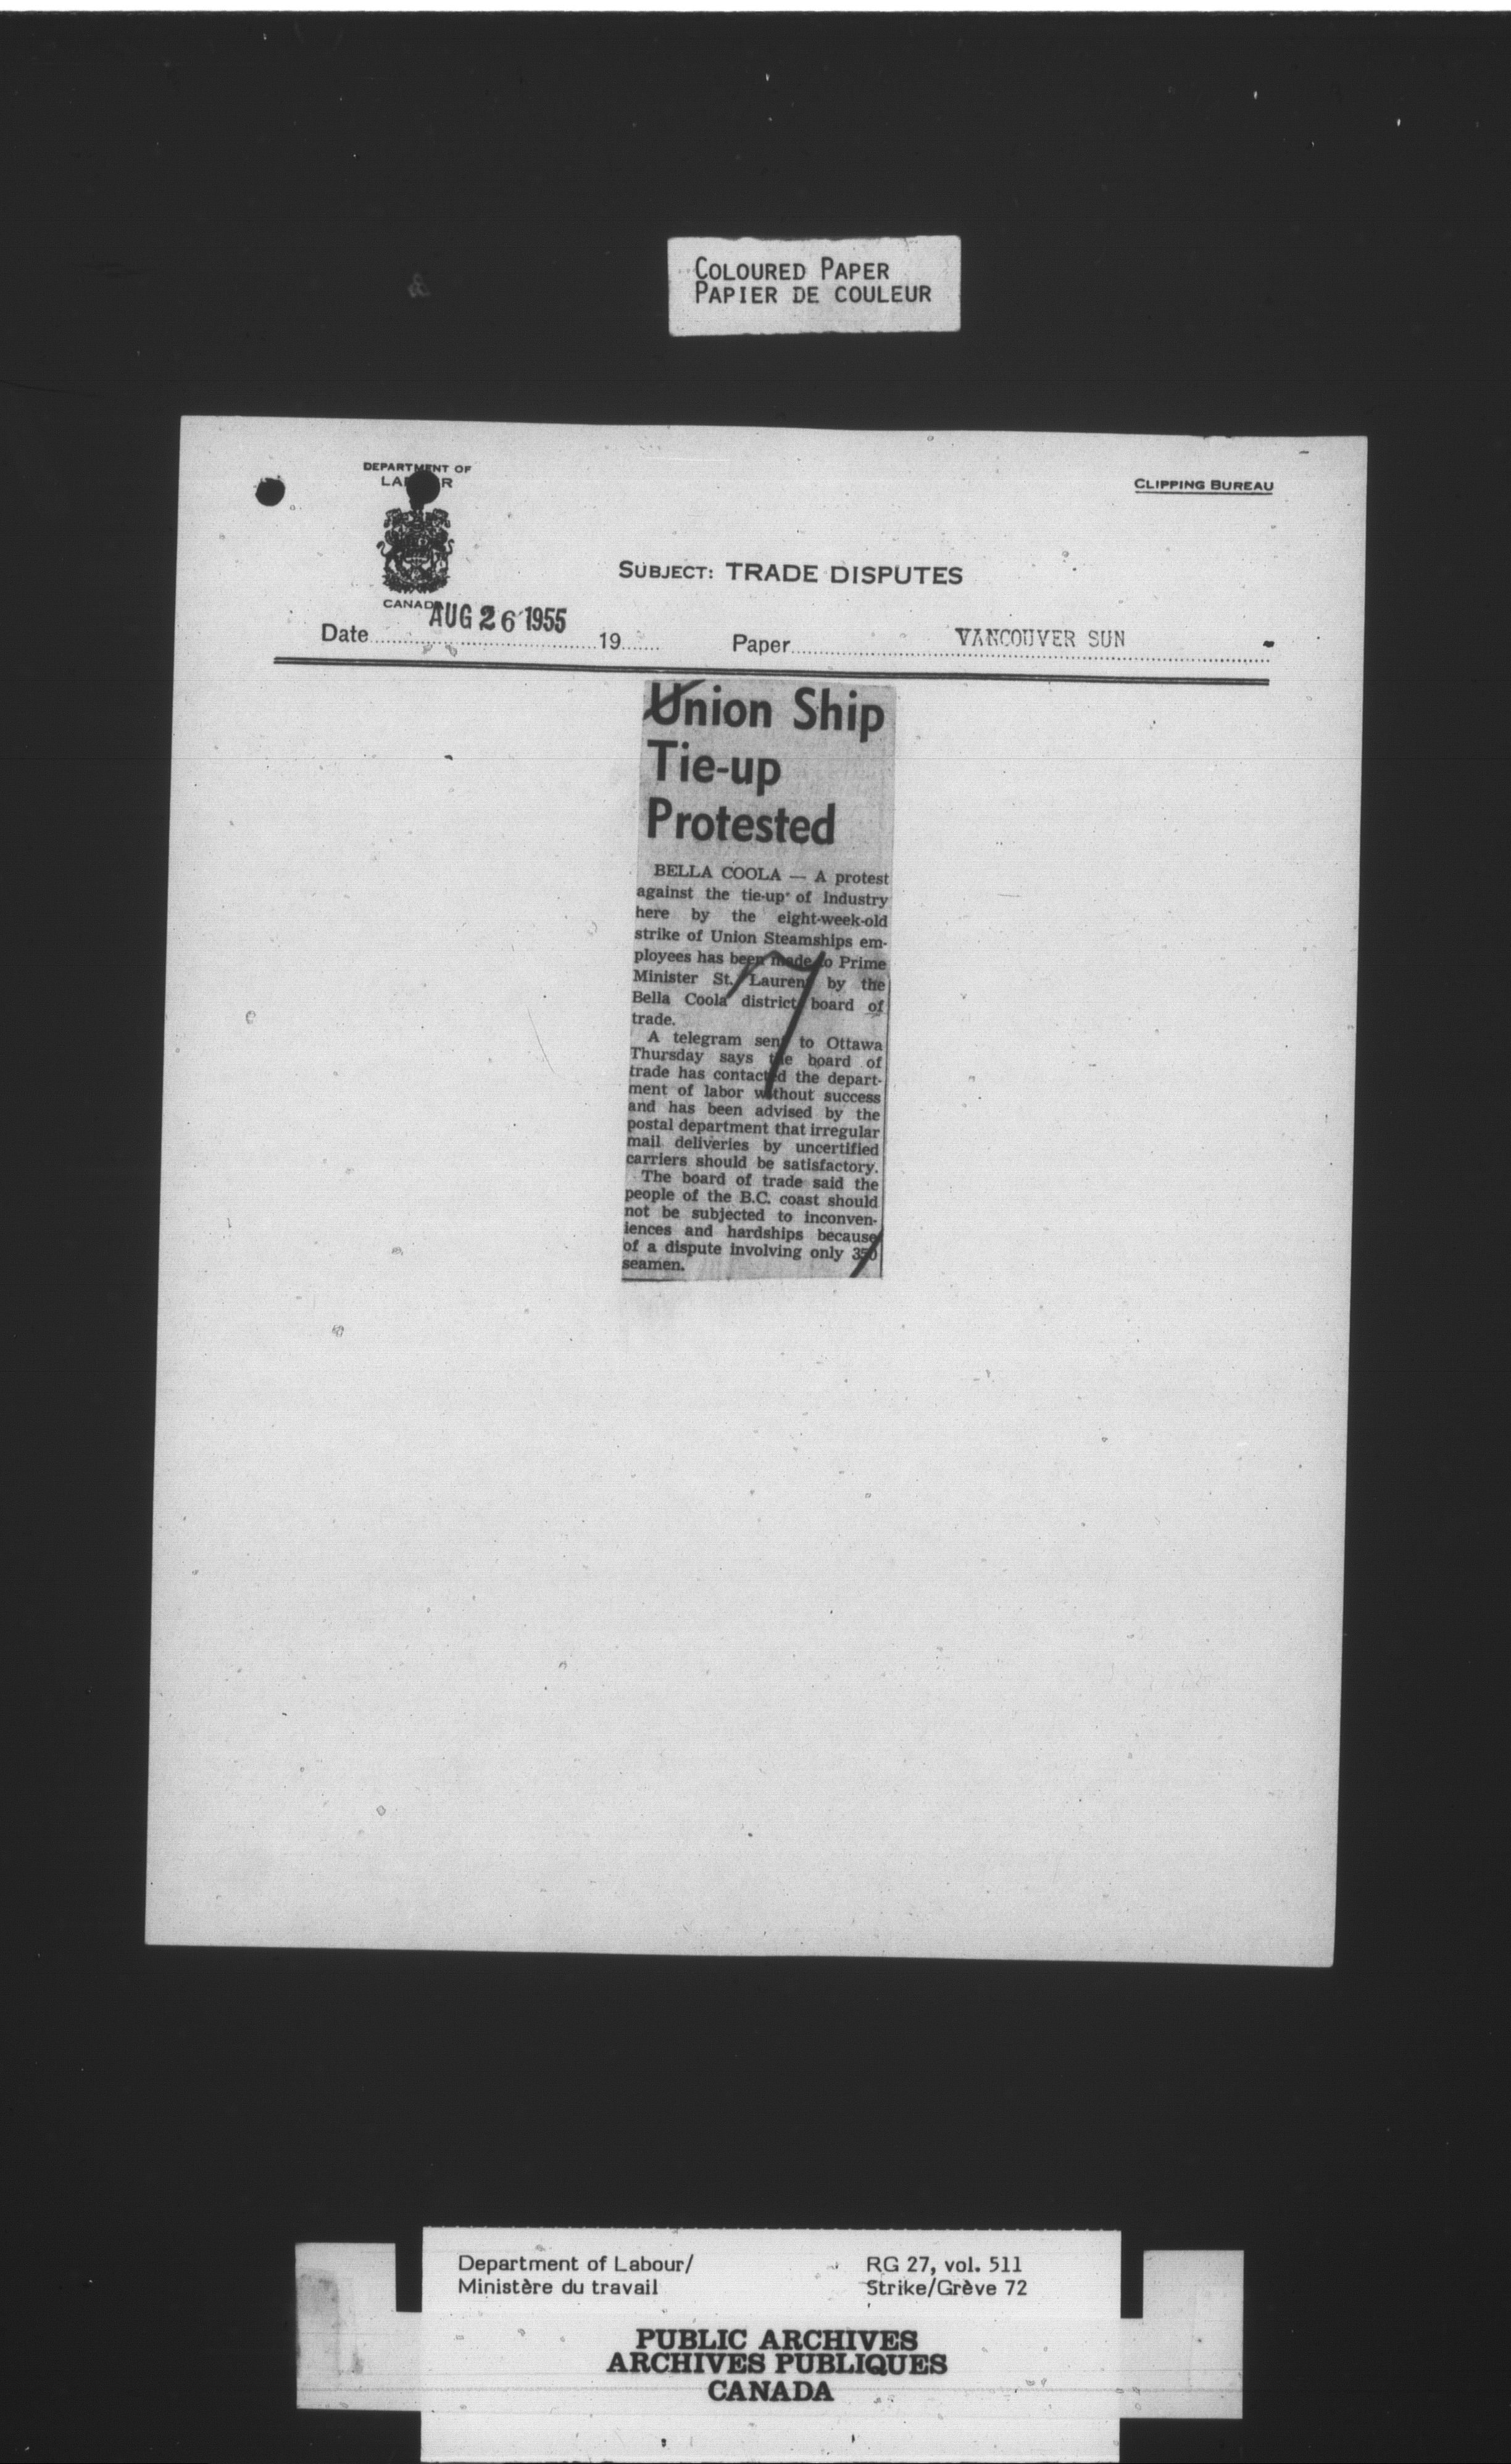 COLOURED PAPER
PAPIER DE COULEUR
DEPARTMENT OF
LABOUR
CANADA
CLIPPING BUREAU
SUBJECT: TRADE DISPUTES
Date AUG 26 1955 19 Paper VANCOUVER SUN
Union Ship
Tie-up
Protested
BELLA COOLA — A protest
against the tie-up of industry
here by the eight-week-old
strike of Union Steamships em-
ployees has been made to Prime
Minister St. Laurent by the
Bella Coola district board of
trade.
A telegram sent to Ottawa
Thursday says the board of
trade has contacted the depart-
ment of labor without success
and has been advised by the
postal department that irregular
mail deliveries by uncertified
carriers should be satisfactory.
The board of trade said the
people of the B.C. coast should
not be subjected to inconven-
iences and hardships because
of a dispute involving only 350
seamen.
Department of Labour/ RG 27, vol. 511
Ministère du travail Strike/Grève 72
PUBLIC ARCHIVES
ARCHIVES PUBLIQUES
CANADA